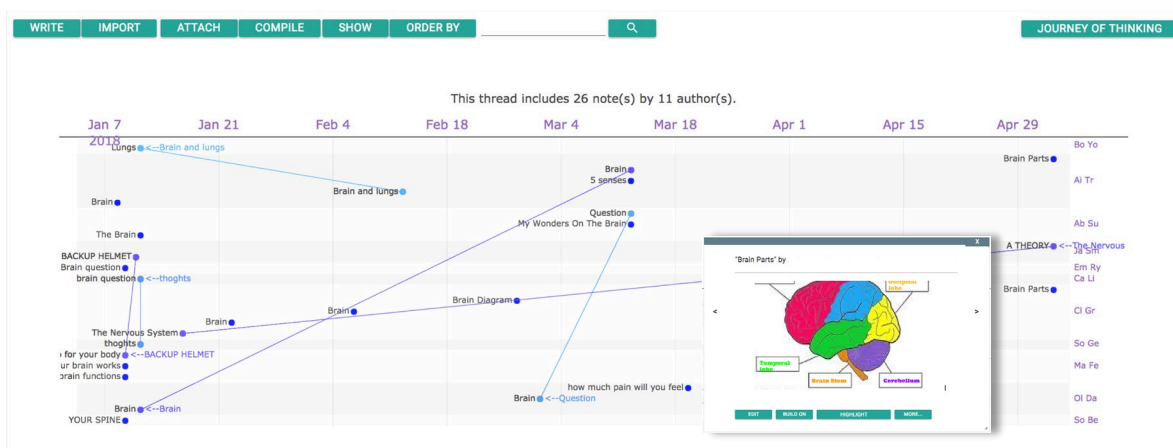 WRITE IMPORT ATTACH COMPILE SHOW ORDER BY JOURNEY OF THINKING
This thread includes 26 note(s) by 11 author(s).
Jan 7 Jan 21 Feb 4 Feb 18 Mar 4 Mar 18 Apr 1 Apr 15 Apr 29
2018
Lungs <--Brain and lungs Bo Yo
Brain Parts
Brain
5 senses Ai Tr
Brain and lungs
Brain
Question
My Wonders On The Brain Ab Su
The Brain
A THEORY <--The Nervous
Ja Sm
BACKUP HELMET
Brain question Em Ry
brain question <--thoghts Ca Li
Brain Parts
Brain Diagram
Brain Cl Gr
Brain
The Nervous System
thoghts So Ge
for your body <--BACKUP HELMET
ur brain works Ma Fe
brain functions
how much pain will you feel
Brain <--Question Ol Da
Brain <--Brain
YOUR SPINE So Be
X
"Brain Parts" by
< >
Temporal
lobe
Brain Stem Cerebellum
EDIT BUILD ON HIGHLIGHT MORE...